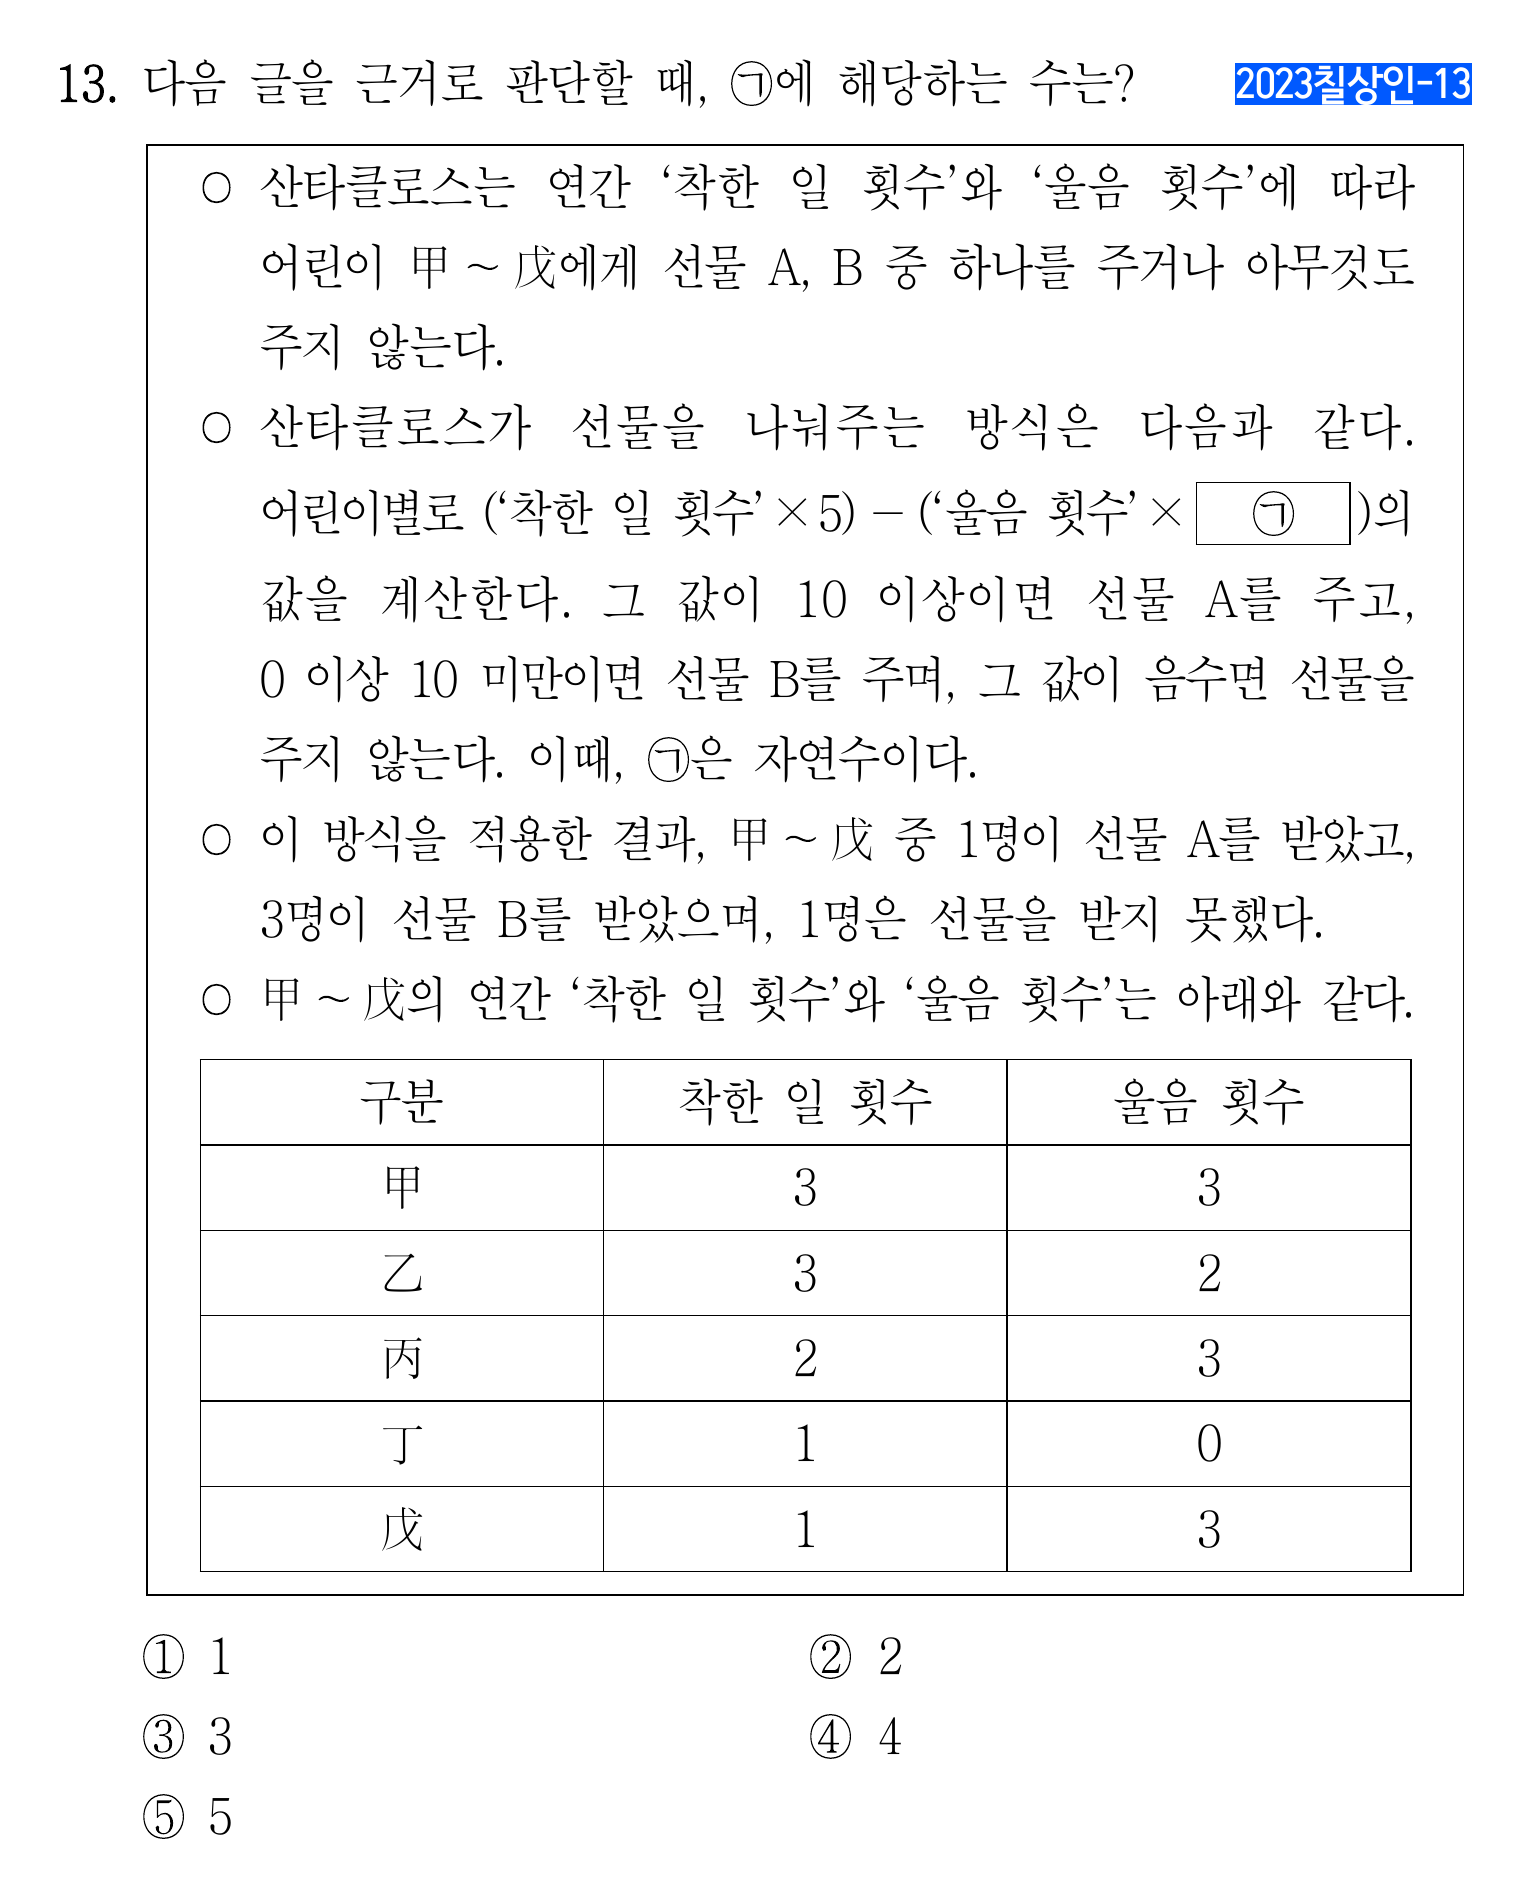 13. 다음 글을 근거로 판단할 때, ㉠에 해당하는 수는? 2023칠상인-13
○ 산타클로스는 연간 ‘착한 일 횟수’와 ‘울음 횟수’에 따라
어린이 甲~戊에게 선물 A, B 중 하나를 주거나 아무것도
주지 않는다.
○ 산타클로스가 선물을 나눠주는 방식은 다음과 같다.
어린이별로 (‘착한 일 횟수’×5)-(‘울음 횟수’× ㉠ )의
값을 계산한다. 그 값이 10 이상이면 선물 A를 주고,
0 이상 10 미만이면 선물 B를 주며, 그 값이 음수면 선물을
주지 않는다. 이때, ㉠은 자연수이다.
○ 이 방식을 적용한 결과, 甲~戊 중 1명이 선물 A를 받았고,
3명이 선물 B를 받았으며, 1명은 선물을 받지 못했다.
○ 甲~戊의 연간 ‘착한 일 횟수’와 ‘울음 횟수’는 아래와 같다.
구분 착한 일 횟수 울음 횟수
甲 3 3
乙 3 2
丙 2 3
丁 1 0
戊 1 3
① 1 ② 2
③ 3 ④ 4
⑤ 5